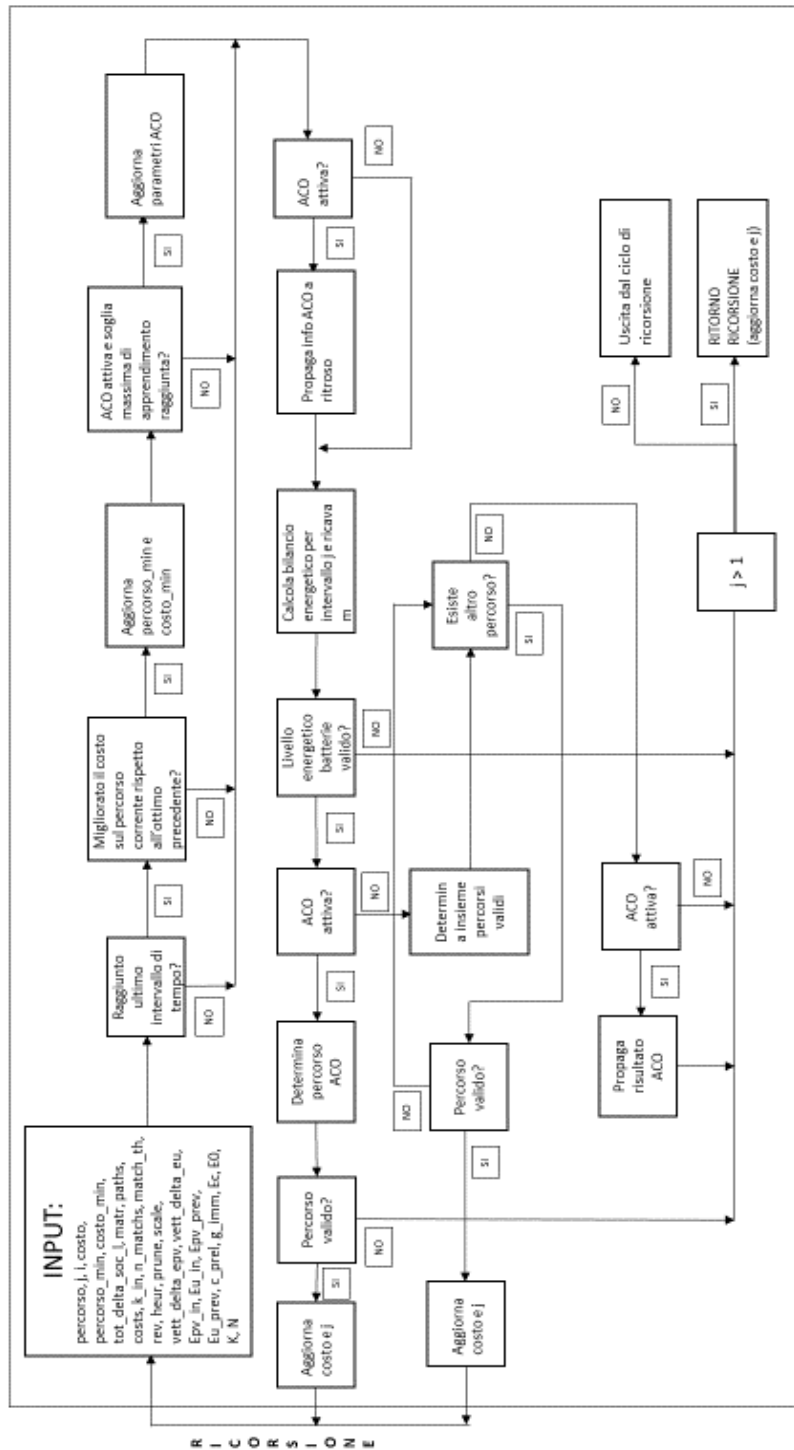 RICORSIONE
INPUT:
percorso, j, i, costo,
percorso_min, costo_min,
tot_delta_soc_l, matr, paths,
costs, k_in, n_matchs, match_th,
rev, heur, prune, scale,
vett_delta_epv, vett_delta_eu,
Epv_in, Eu_in, Epv_prev,
Eu_prev, c_prel, g_imm, Ec, E0,
K, N
Raggiunto
ultimo
intervallo di
tempo?
SI
NO
Migliorato il costo
sul percorso
corrente rispetto
all'ottimo
precedente?
SI
NO
Aggiorna
percorso_min e
costo_min
ACO attiva e soglia
massima di
apprendimento
raggiunta?
SI
NO
Aggiorna
parametri ACO
ACO
attiva?
SI
NO
Propaga info ACO a
ritroso
Calcola bilancio
energetico per
intervallo j e ricava
m
Livello
energetico
batterie
valido?
SI
NO
ACO
attiva?
SI
NO
Determina
percorso
ACO
Percorso
valido?
SI
NO
Aggiorna
costo e j
Determin
a insieme
percorsi
validi
Esiste
altro
percorso?
NO
SI
Percorso
valido?
NO
SI
Aggiorna
costo e j
ACO
attiva?
SI
NO
Propaga
risultato
ACO
j > 1
NO
SI
Uscita dal ciclo di
ricorsione
RITORNO
RICORSIONE
(aggiorna costo e j)